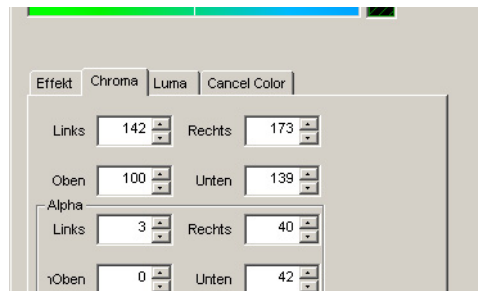 Effekt Chroma Luma Cancel Color
Links 142 Rechts 173
Oben 100 Unten 139
Alpha
Links 3 Rechts 40
Oben 0 Unten 42